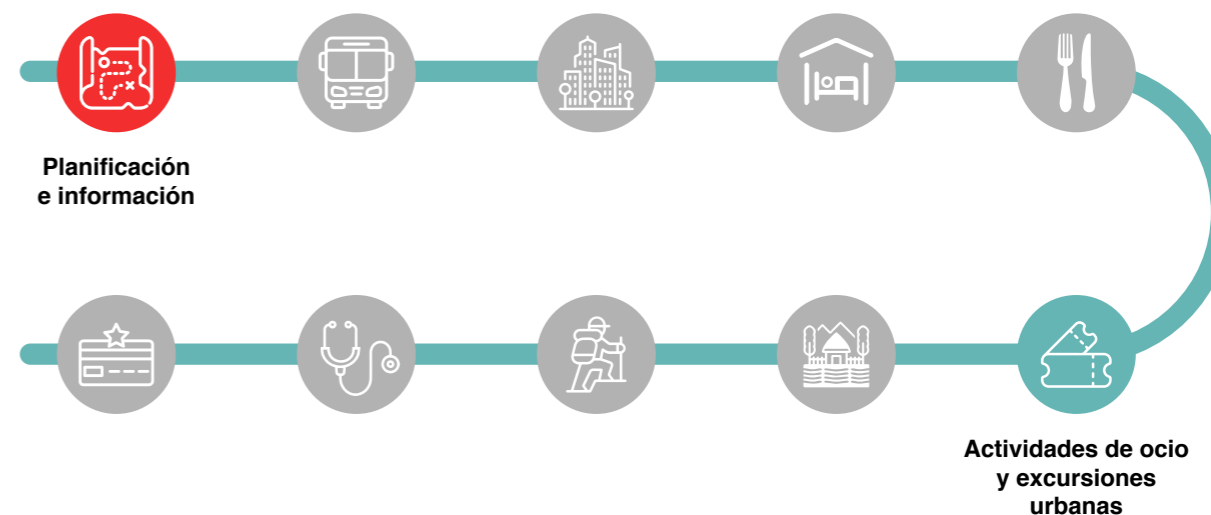 Planificación
e información
Actividades de ocio
y excursiones
urbanas